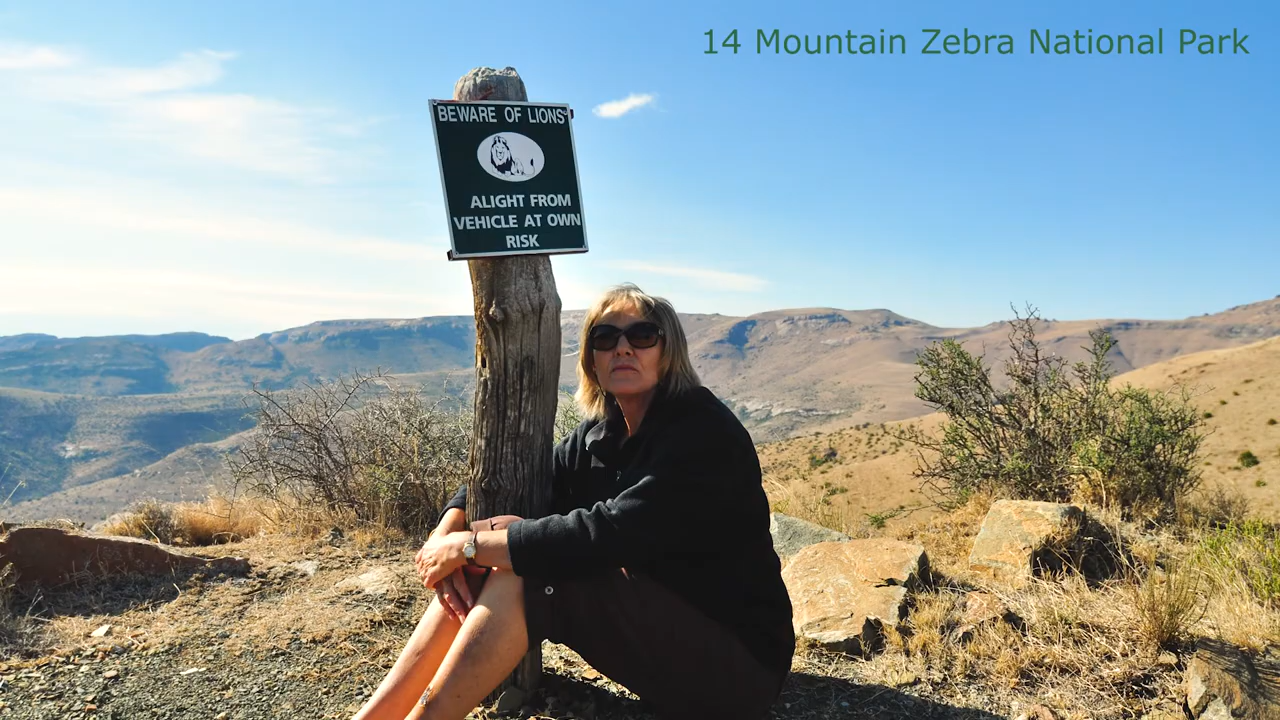 14 Mountain Zebra National Park
BEWARE OF LIONS
ALIGHT FROM
VEHICLE AT OWN
RISK